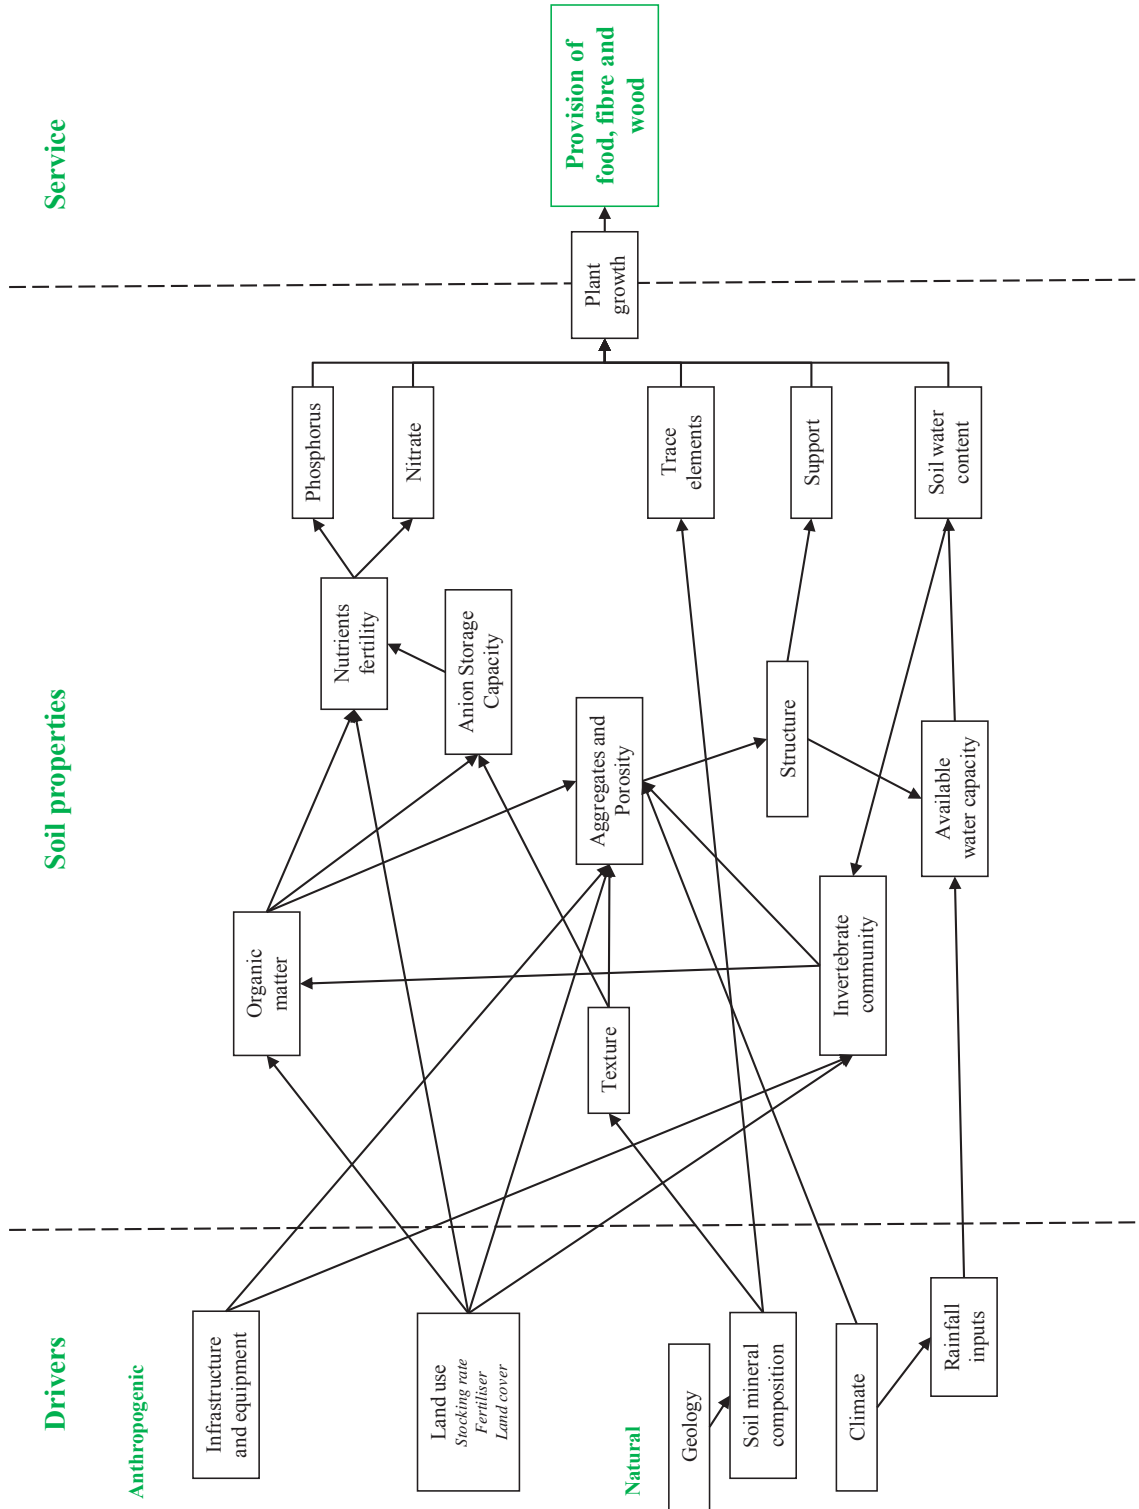 Drivers
Soil properties
Service
Anthropogenic
Infrastructure
and equipment
Land use
Stocking rate
Fertiliser
Land cover
Natural
Geology
Soil mineral
composition
Climate
Rainfall
inputs
Organic
matter
Texture
Invertebrate
community
Nutrients
fertility
Anion Storage
Capacity
Aggregates and
Porosity
Structure
Available
water capacity
Phosphorus
Nitrate
Trace
elements
Support
Soil water
content
Plant
growth
Provision of
food, fibre and
wood